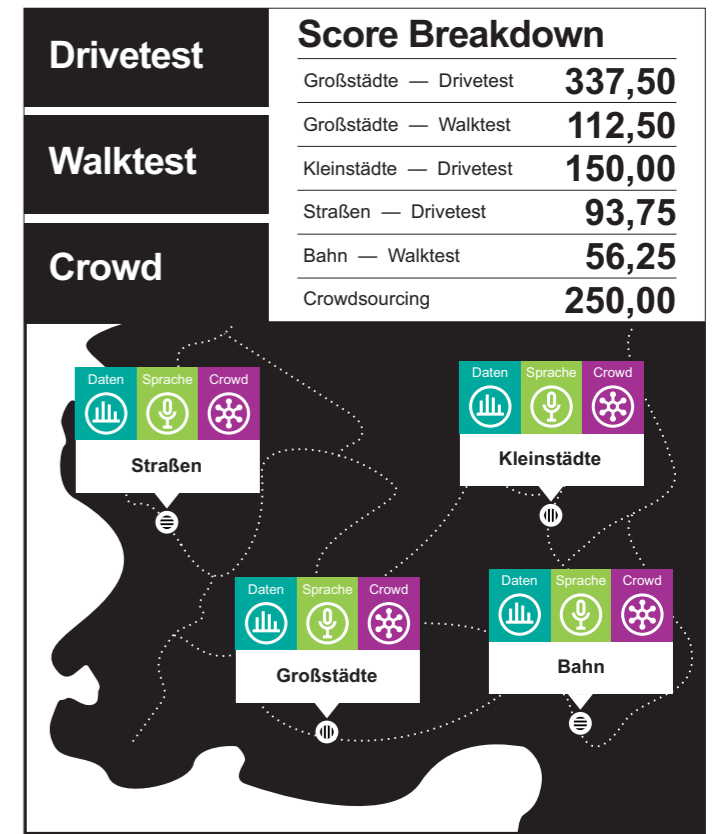 Drivetest
Walktest
Crowd
Score Breakdown
Großstädte — Drivetest 337,50
Großstädte — Walktest 112,50
Kleinstädte — Drivetest 150,00
Straßen — Drivetest 93,75
Bahn — Walktest 56,25
Crowdsourcing 250,00
Daten Sprache Crowd
Straßen
Daten Sprache Crowd
Kleinstädte
Daten Sprache Crowd
Großstädte
Daten Sprache Crowd
Bahn